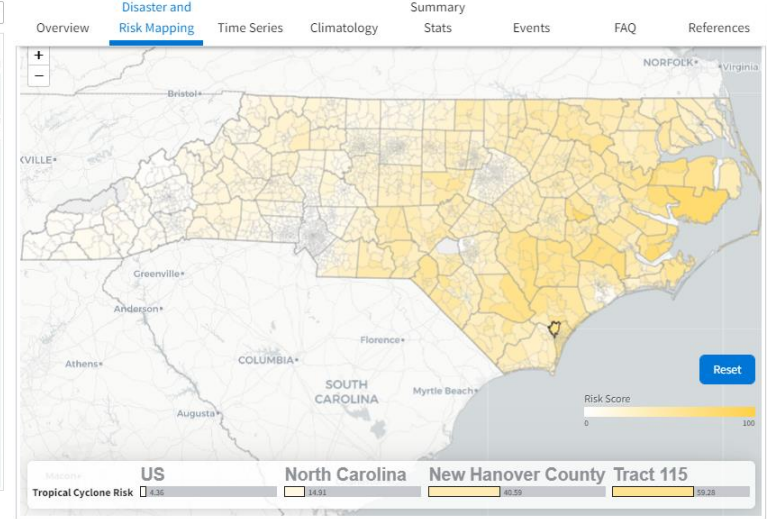 Disaster and
Summary
Overview Risk Mapping Time Series Climatology Stats Events FAQ References
+
−
NORFOLK
Virginia
Bristol
KVILLE
Greenville
Anderson
Florence
Athens
COLUMBIA
SOUTH
CAROLINA
Myrtle Beach
Augusta
Reset
Risk Score
0 100
Macon
US North Carolina New Hanover County Tract 115
Tropical Cyclone Risk 4.36 14.91 40.59 59.28